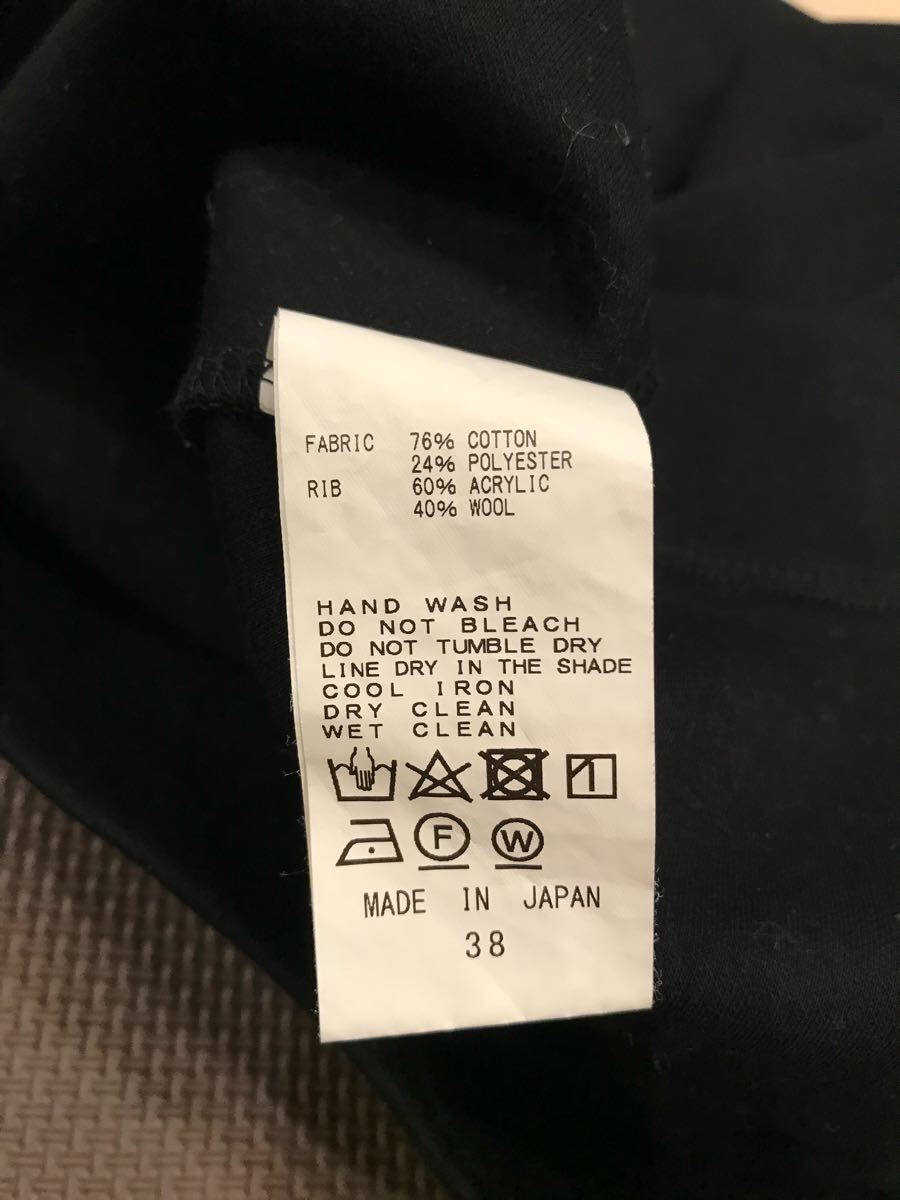 FABRIC 76% COTTON
24% POLYESTER
RIB 60% ACRYLIC
40% WOOL
HAND WASH
DO NOT BLEACH
DO NOT TUMBLE DRY
LINE DRY IN THE SHADE
COOL IRON
DRY CLEAN
WET CLEAN
F W
MADE IN JAPAN
38